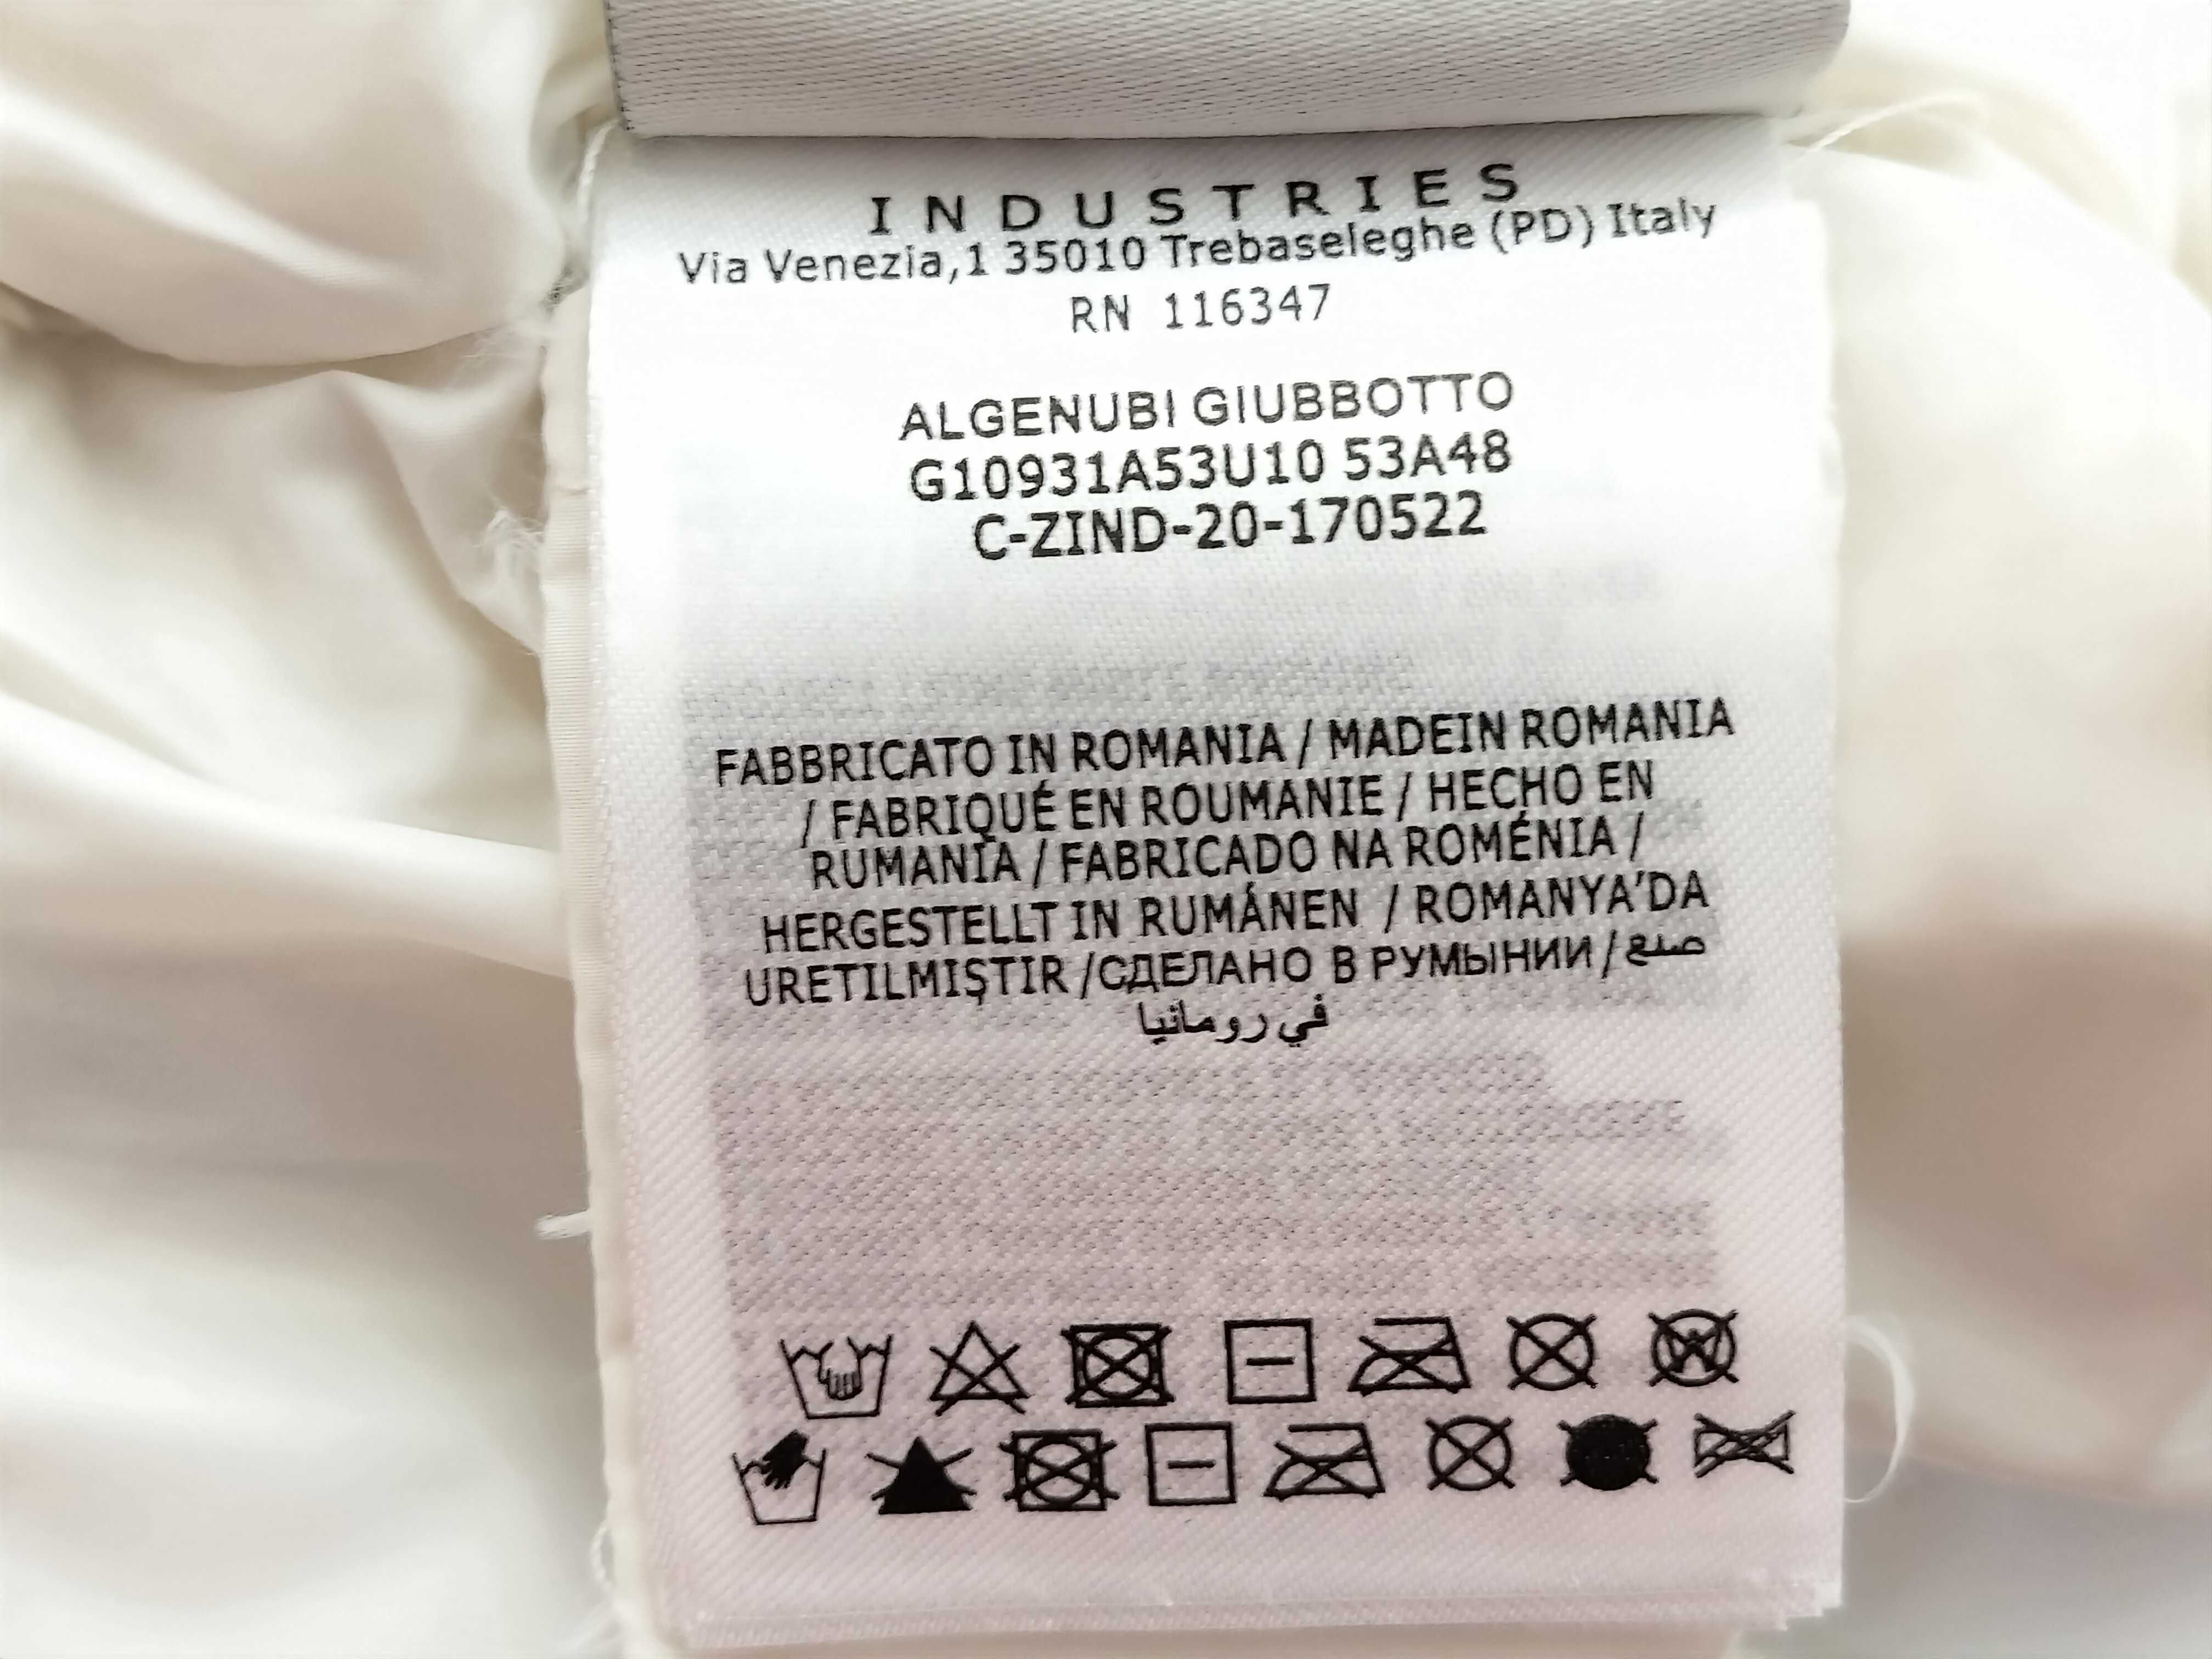 INDUSTRIES
Via Venezia,1 35010 Trebaseleghe (PD) Italy
RN 116347
ALGENUBI GIUBBOTTO
G10931A53U10 53A48
C-ZIND-20-170522
FABBRICATO IN ROMANIA / MADEIN ROMANIA
/ FABRIQUÉ EN ROUMANIE / HECHO EN
RUMANIA / FABRICADO NA ROMÉNIA /
HERGESTELLT IN RUMÁNEN / ROMANYA'DA
URETILMIŞTIR /СДЕЛАНО В РУМЫНИИ / صنع
في رومانيا